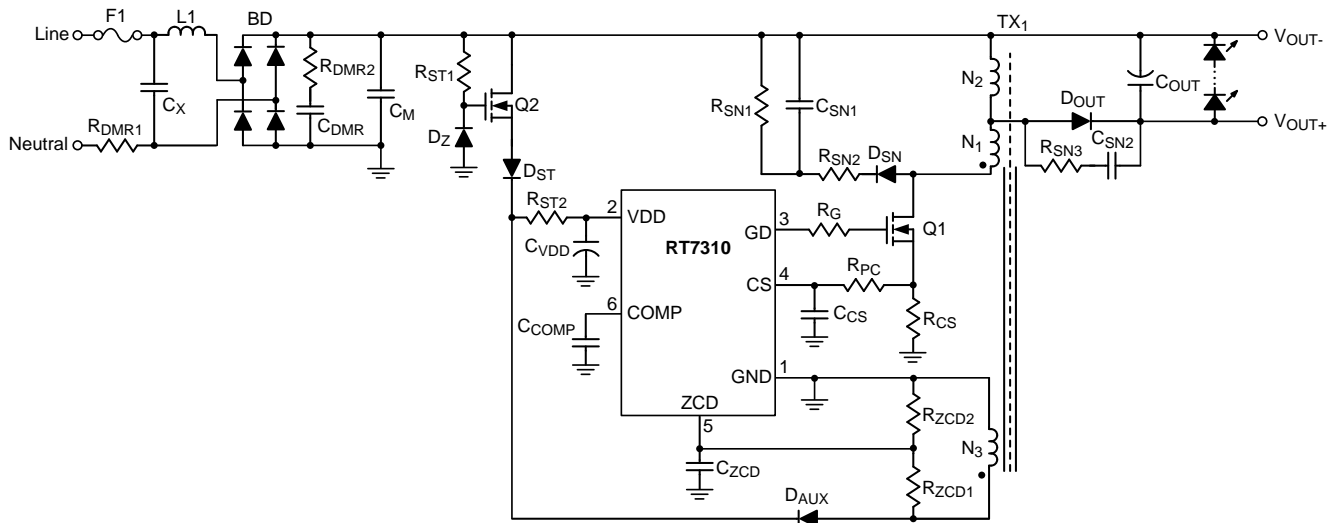 F1
L1
BD
TX1
Line
VOUT-
RDMR2
RST1
Q2
N2
COUT
CX
CM
RSN1
CSN1
DOUT
RDMR1
CDMR
DZ
VOUT+
Neutral
N1
CSN2
RSN2
DSN
RSN3
DST
RST2
2
VDD
3
RG
GD
Q1
CVDD
RT7310
4
RPC
CS
6
COMP
CCOMP
CCS
RCS
1
GND
ZCD
RZCD2
5
N3
CZCD
RZCD1
DAUX